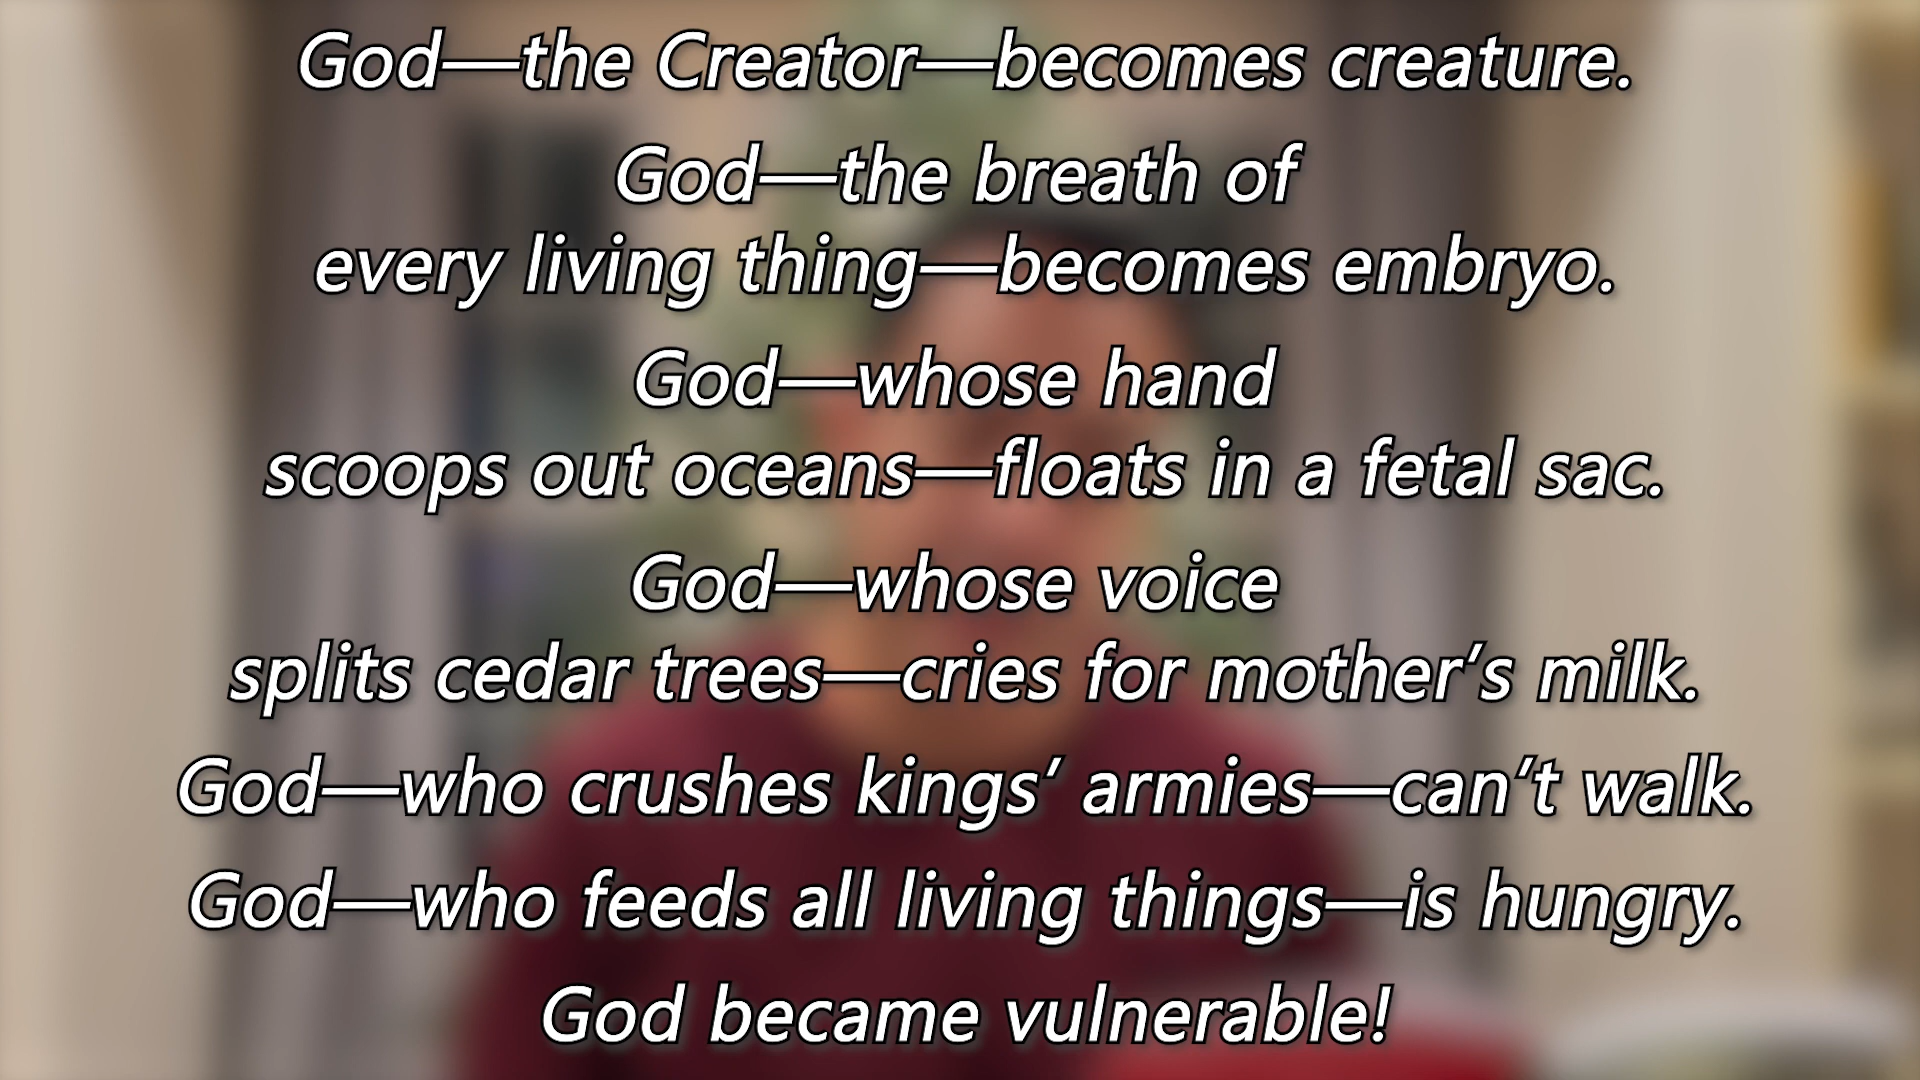 God—the Creator—becomes creature.
God—the breath of
every living thing—becomes embryo.
God—whose hand
scoops out oceans—floats in a fetal sac.
God—whose voice
splits cedar trees—cries for mother’s milk.
God—who crushes kings’ armies—can’t walk.
God—who feeds all living things—is hungry.
God became vulnerable!